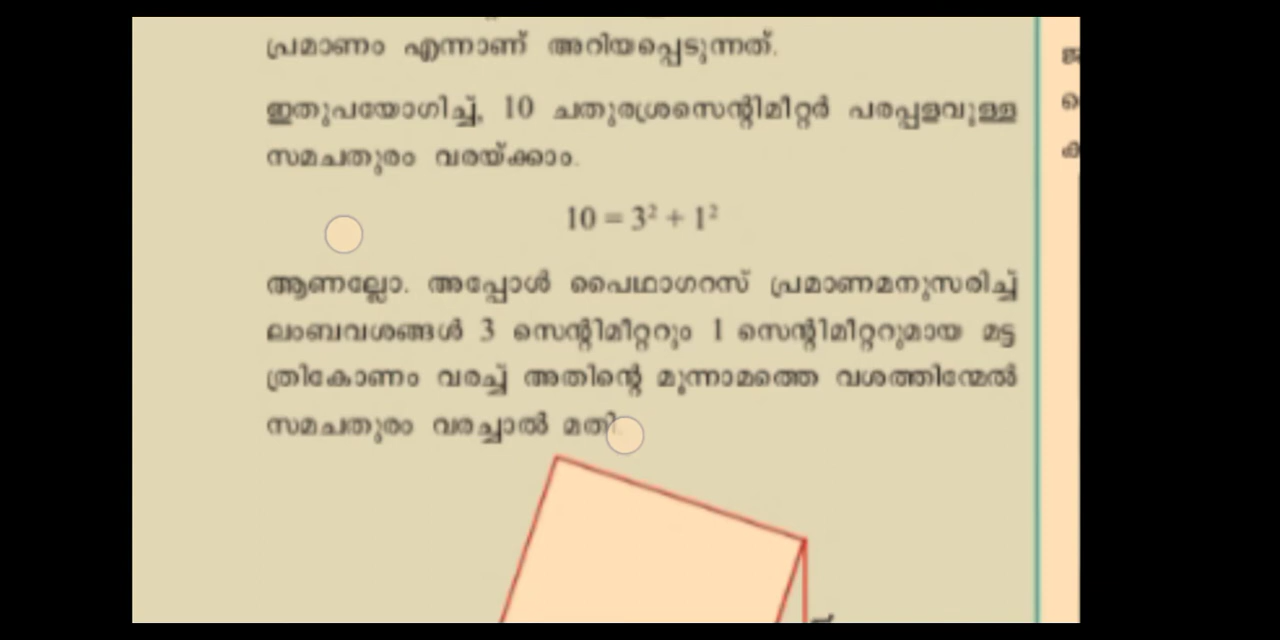 പ്രമാണം എന്നാണ് അറിയപ്പെടുന്നത്.
ഇതുപയോഗിച്ച്, 10 ചതുരശ്രസെന്റിമീറ്റർ പരപ്പളവുള്ള
സമചതുരം വരയ്ക്കാം.
10 = 3² + 1²
ആണല്ലോ. അപ്പോൾ പൈഥാഗറസ് പ്രമാണമനുസരിച്ച്
ലംബവശങ്ങൾ 3 സെന്റിമീറ്ററും 1 സെന്റിമീറ്ററുമായ മട്ട
ത്രികോണം വരച്ച് അതിന്റെ മൂന്നാമത്തെ വശത്തിന്മേൽ
സമചതുരം വരച്ചാൽ മതി.